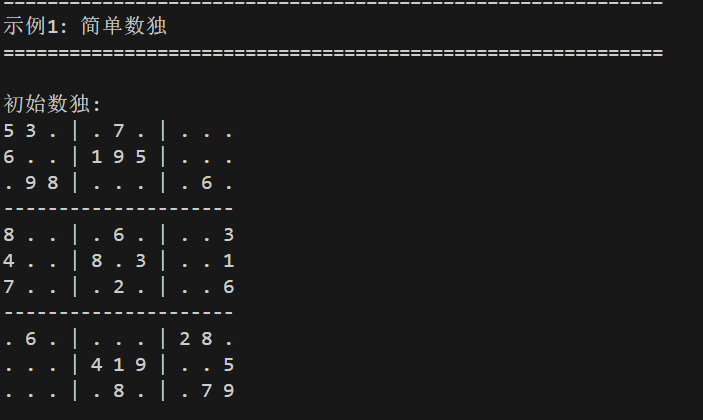 ============================================================
示例1: 简单数独
============================================================
初始数独:
5 3 . | . 7 . | . . .
6 . . | 1 9 5 | . . .
. 9 8 | . . . | . 6 .
---------------------
8 . . | . 6 . | . . 3
4 . . | 8 . 3 | . . 1
7 . . | . 2 . | . . 6
---------------------
. 6 . | . . . | 2 8 .
. . . | 4 1 9 | . . 5
. . . | . 8 . | . 7 9